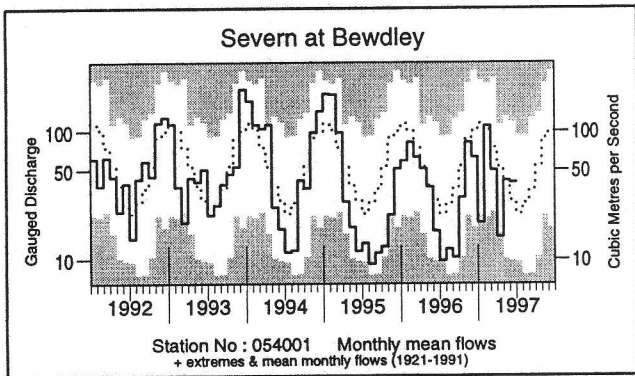 Severn at Bewdley
Gauged Discharge
100
50
10
100
50
10
Cubic Metres per Second
1992 1993 1994 1995 1996 1997
Station No : 054001 Monthly mean flows
+ extremes & mean monthly flows (1921-1991)